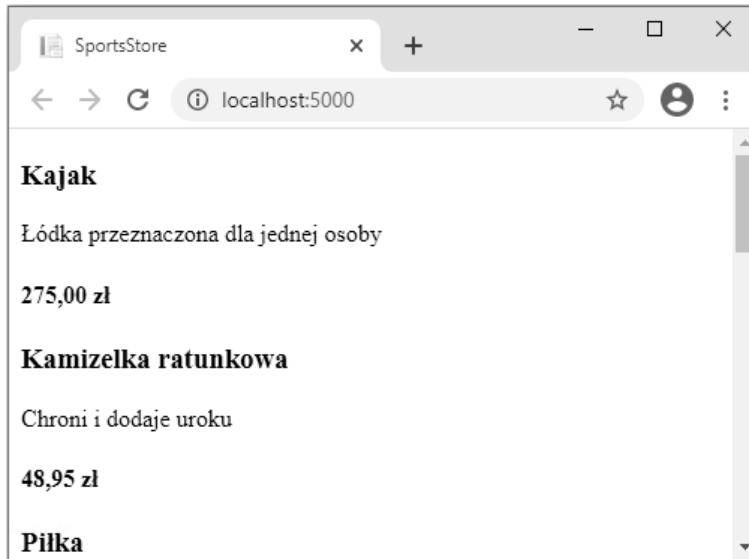 SportsStore
localhost:5000
Kajak
Łódka przeznaczona dla jednej osoby
275,00 zł
Kamizelka ratunkowa
Chroni i dodaje uroku
48,95 zł
Piłka